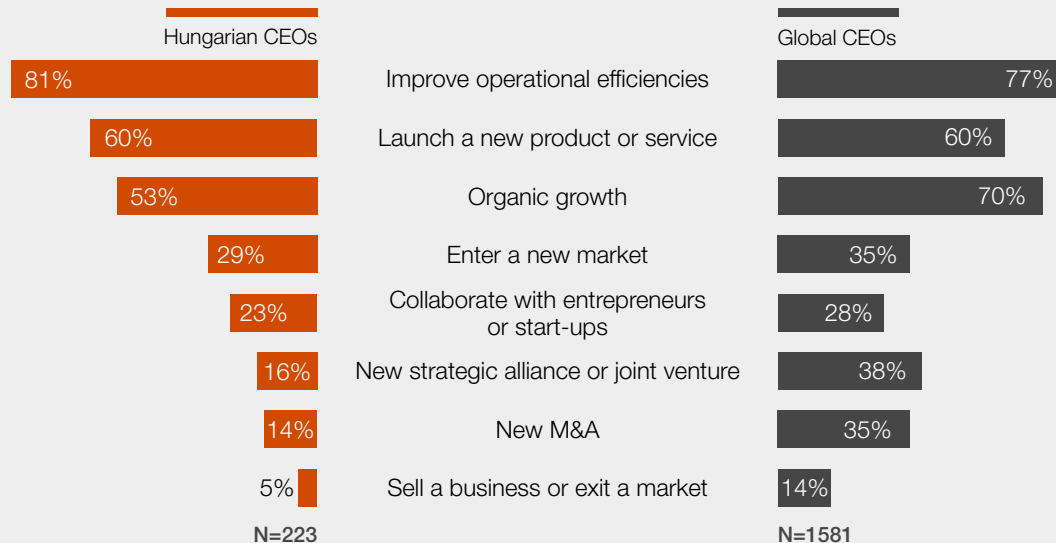 Hungarian CEOs
Global CEOs
81%
Improve operational efficiencies
77%
60%
Launch a new product or service
60%
53%
Organic growth
70%
29%
Enter a new market
35%
23%
Collaborate with entrepreneurs
or start-ups
28%
16%
New strategic alliance or joint venture
38%
14%
New M&A
35%
5%
Sell a business or exit a market
14%
N=223
N=1581